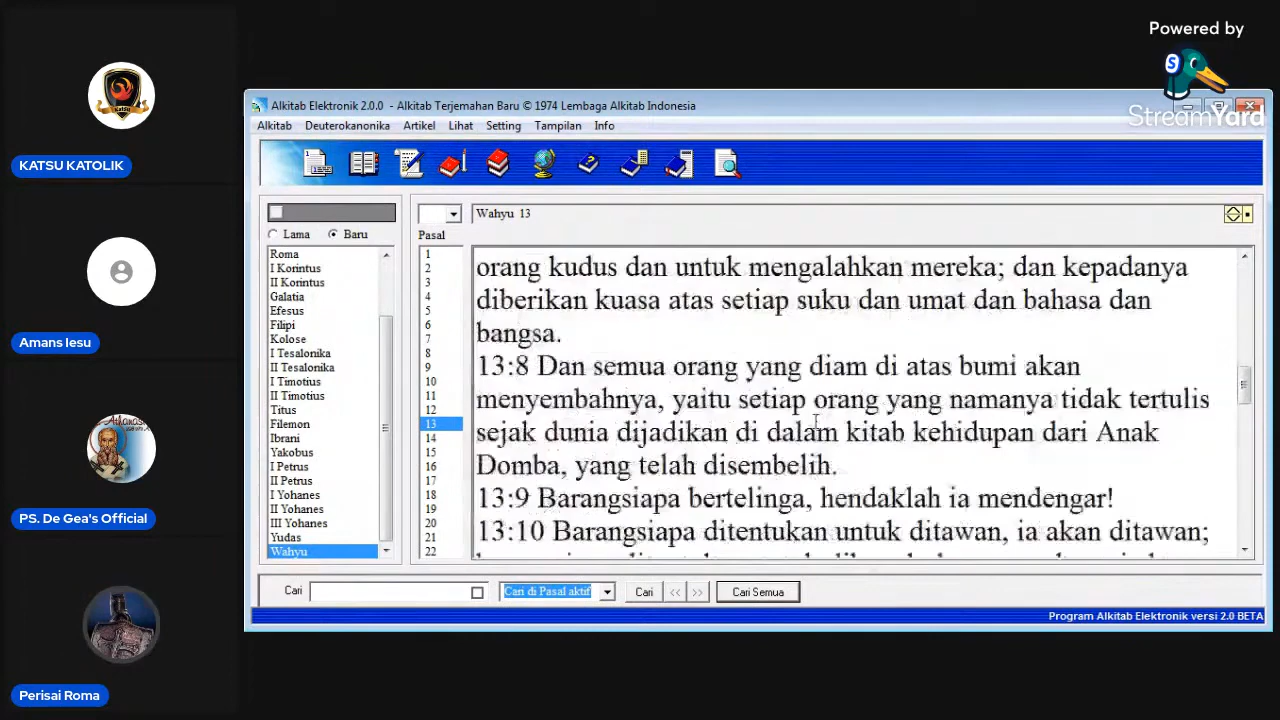 Powered by
StreamYard
KATSU KATOLIK
Amans Iesu
PS. De Gea's Official
Perisai Roma
Alkitab Elektronik 2.0.0 - Alkitab Terjemahan Baru © 1974 Lembaga Alkitab Indonesia
Alkitab Deuterokanonika Artikel Lihat Setting Tampilan Info
Lama Baru
Roma
I Korintus
II Korintus
Galatia
Efesus
Filipi
Kolose
I Tesalonika
II Tesalonika
I Timotius
II Timotius
Titus
Filemon
Ibrani
Yakobus
I Petrus
II Petrus
I Yohanes
II Yohanes
III Yohanes
Yudas
Wahyu
Pasal
1
2
3
4
5
6
7
8
9
10
11
12
13
14
15
16
17
18
19
20
21
22
Wahyu 13
orang kudus dan untuk mengalahkan mereka; dan kepadanya
diberikan kuasa atas setiap suku dan umat dan bahasa dan
bangsa.
13:8 Dan semua orang yang diam di atas bumi akan
menyembahnya, yaitu setiap orang yang namanya tidak tertulis
sejak dunia dijadikan di dalam kitab kehidupan dari Anak
Domba, yang telah disembelih.
13:9 Barangsiapa bertelinga, hendaklah ia mendengar!
13:10 Barangsiapa ditentukan untuk ditawan, ia akan ditawan;
Cari Cari di Pasal aktif Cari << >> Cari Semua
Program Alkitab Elektronik versi 2.0 BETA